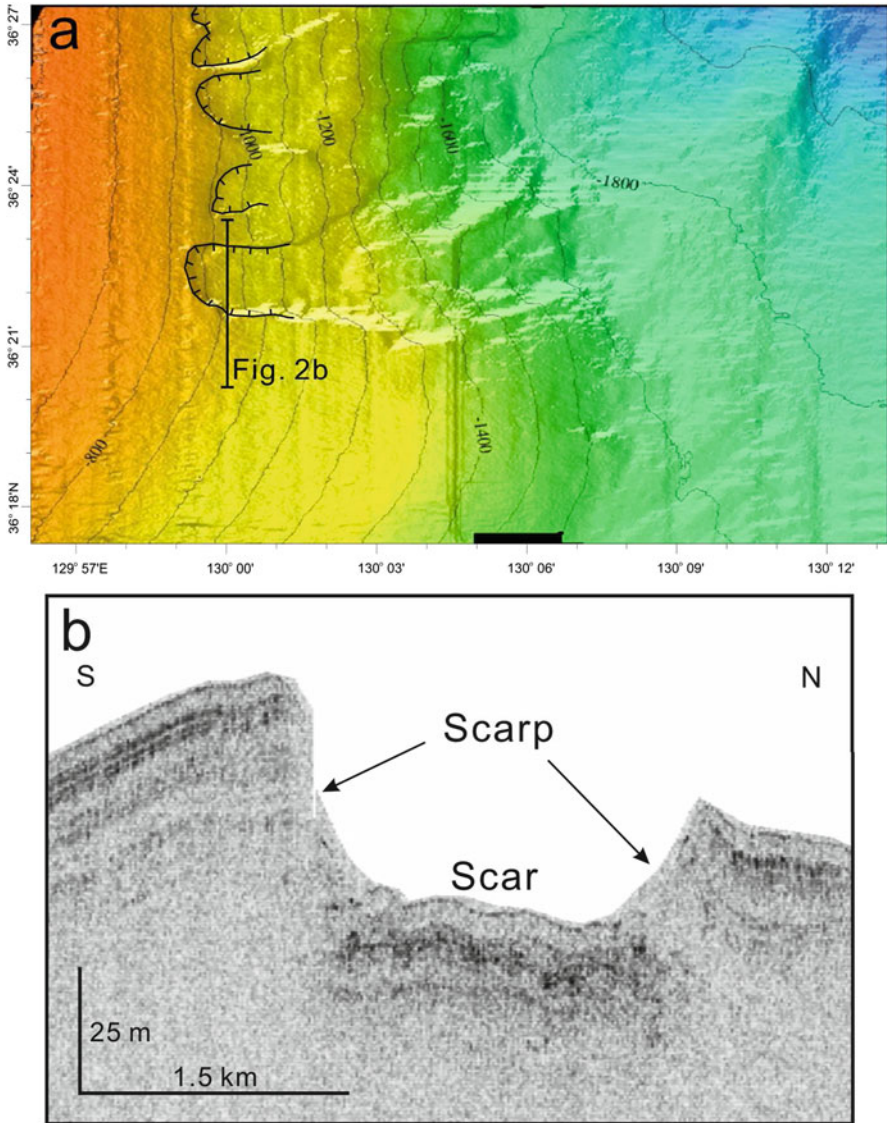 a
36° 27'
36° 24'
36° 21'
36° 18'N
-1000
-1200
-1600
-1800
-800
-1400
Fig. 2b
129° 57'E
130° 00'
130° 03'
130° 06'
130° 09'
130° 12'
b
S
N
Scarp
Scar
25 m
1.5 km